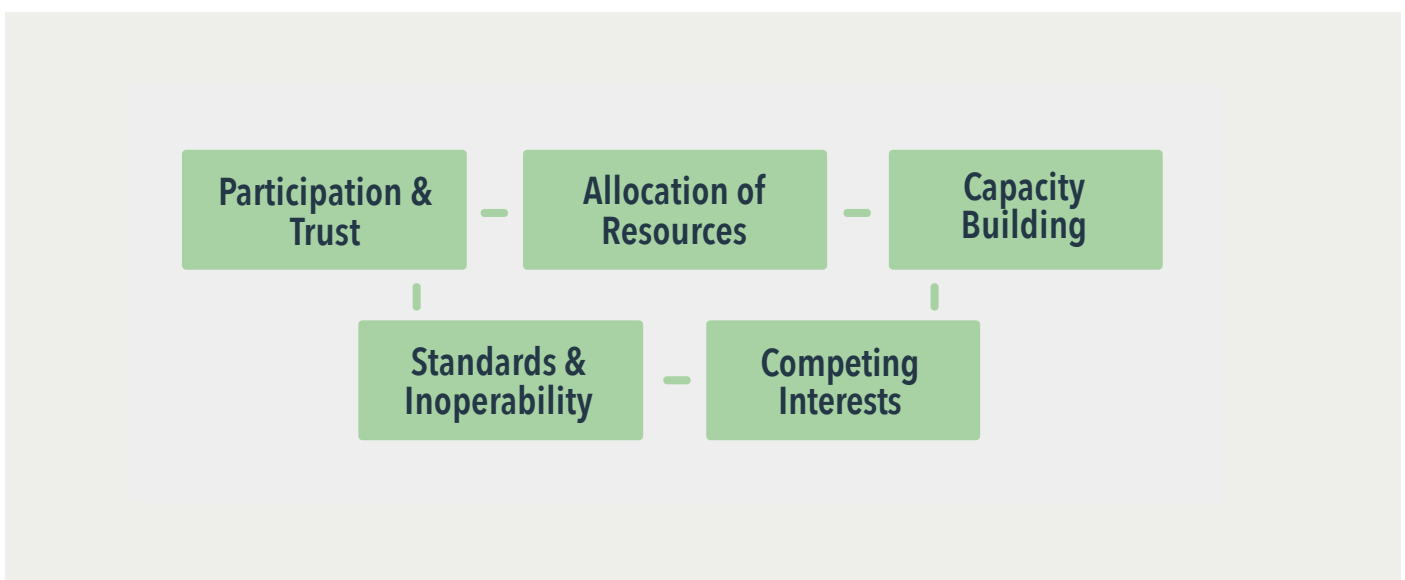 Participation &
Trust
Allocation of
Resources
Capacity
Building
Standards &
Inoperability
Competing
Interests